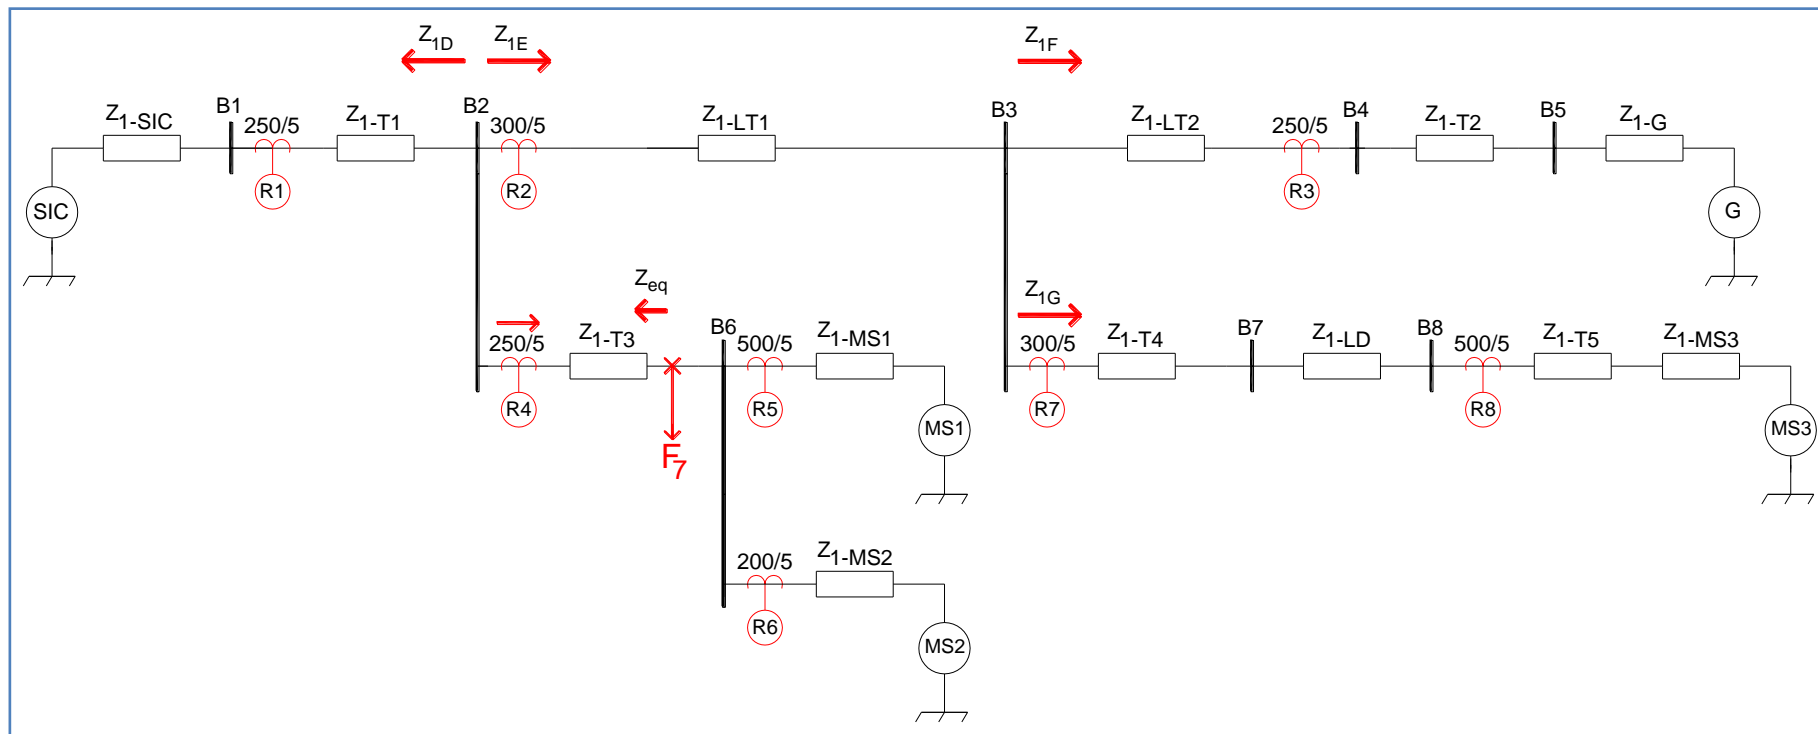 Z1D Z1E Z1F
Z1-SIC B1 250/5 Z1-T1 B2 300/5 Z1-LT1 B3 Z1-LT2 250/5 B4 Z1-T2 B5 Z1-G
R1 R2 R3
SIC G
Zeq Z1G
250/5 Z1-T3 B6 500/5 Z1-MS1 300/5 Z1-T4 B7 Z1-LD B8 500/5 Z1-T5 Z1-MS3
R4 R5 R7 R8
F7 MS1 MS3
200/5 Z1-MS2
R6
MS2